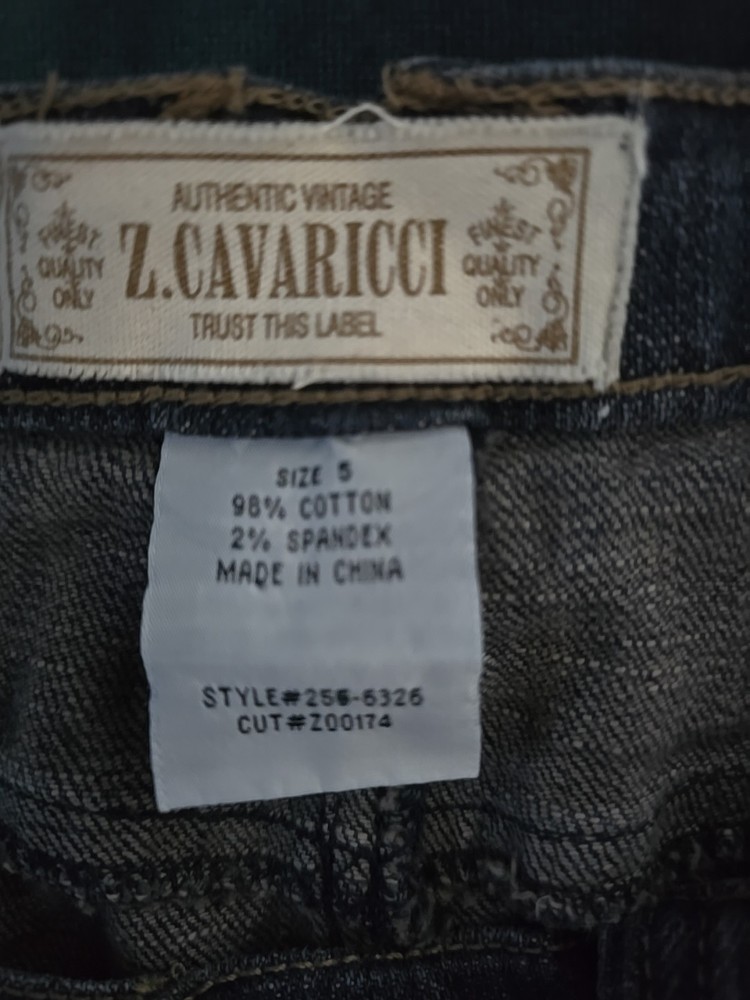 AUTHENTIC VINTAGE
FINEST QUALITY ONLY
Z.CAVARICCI
FINEST QUALITY ONLY
TRUST THIS LABEL
SIZE 5
98% COTTON
2% SPANDEX
MADE IN CHINA
STYLE#256-6326
CUT#Z00174